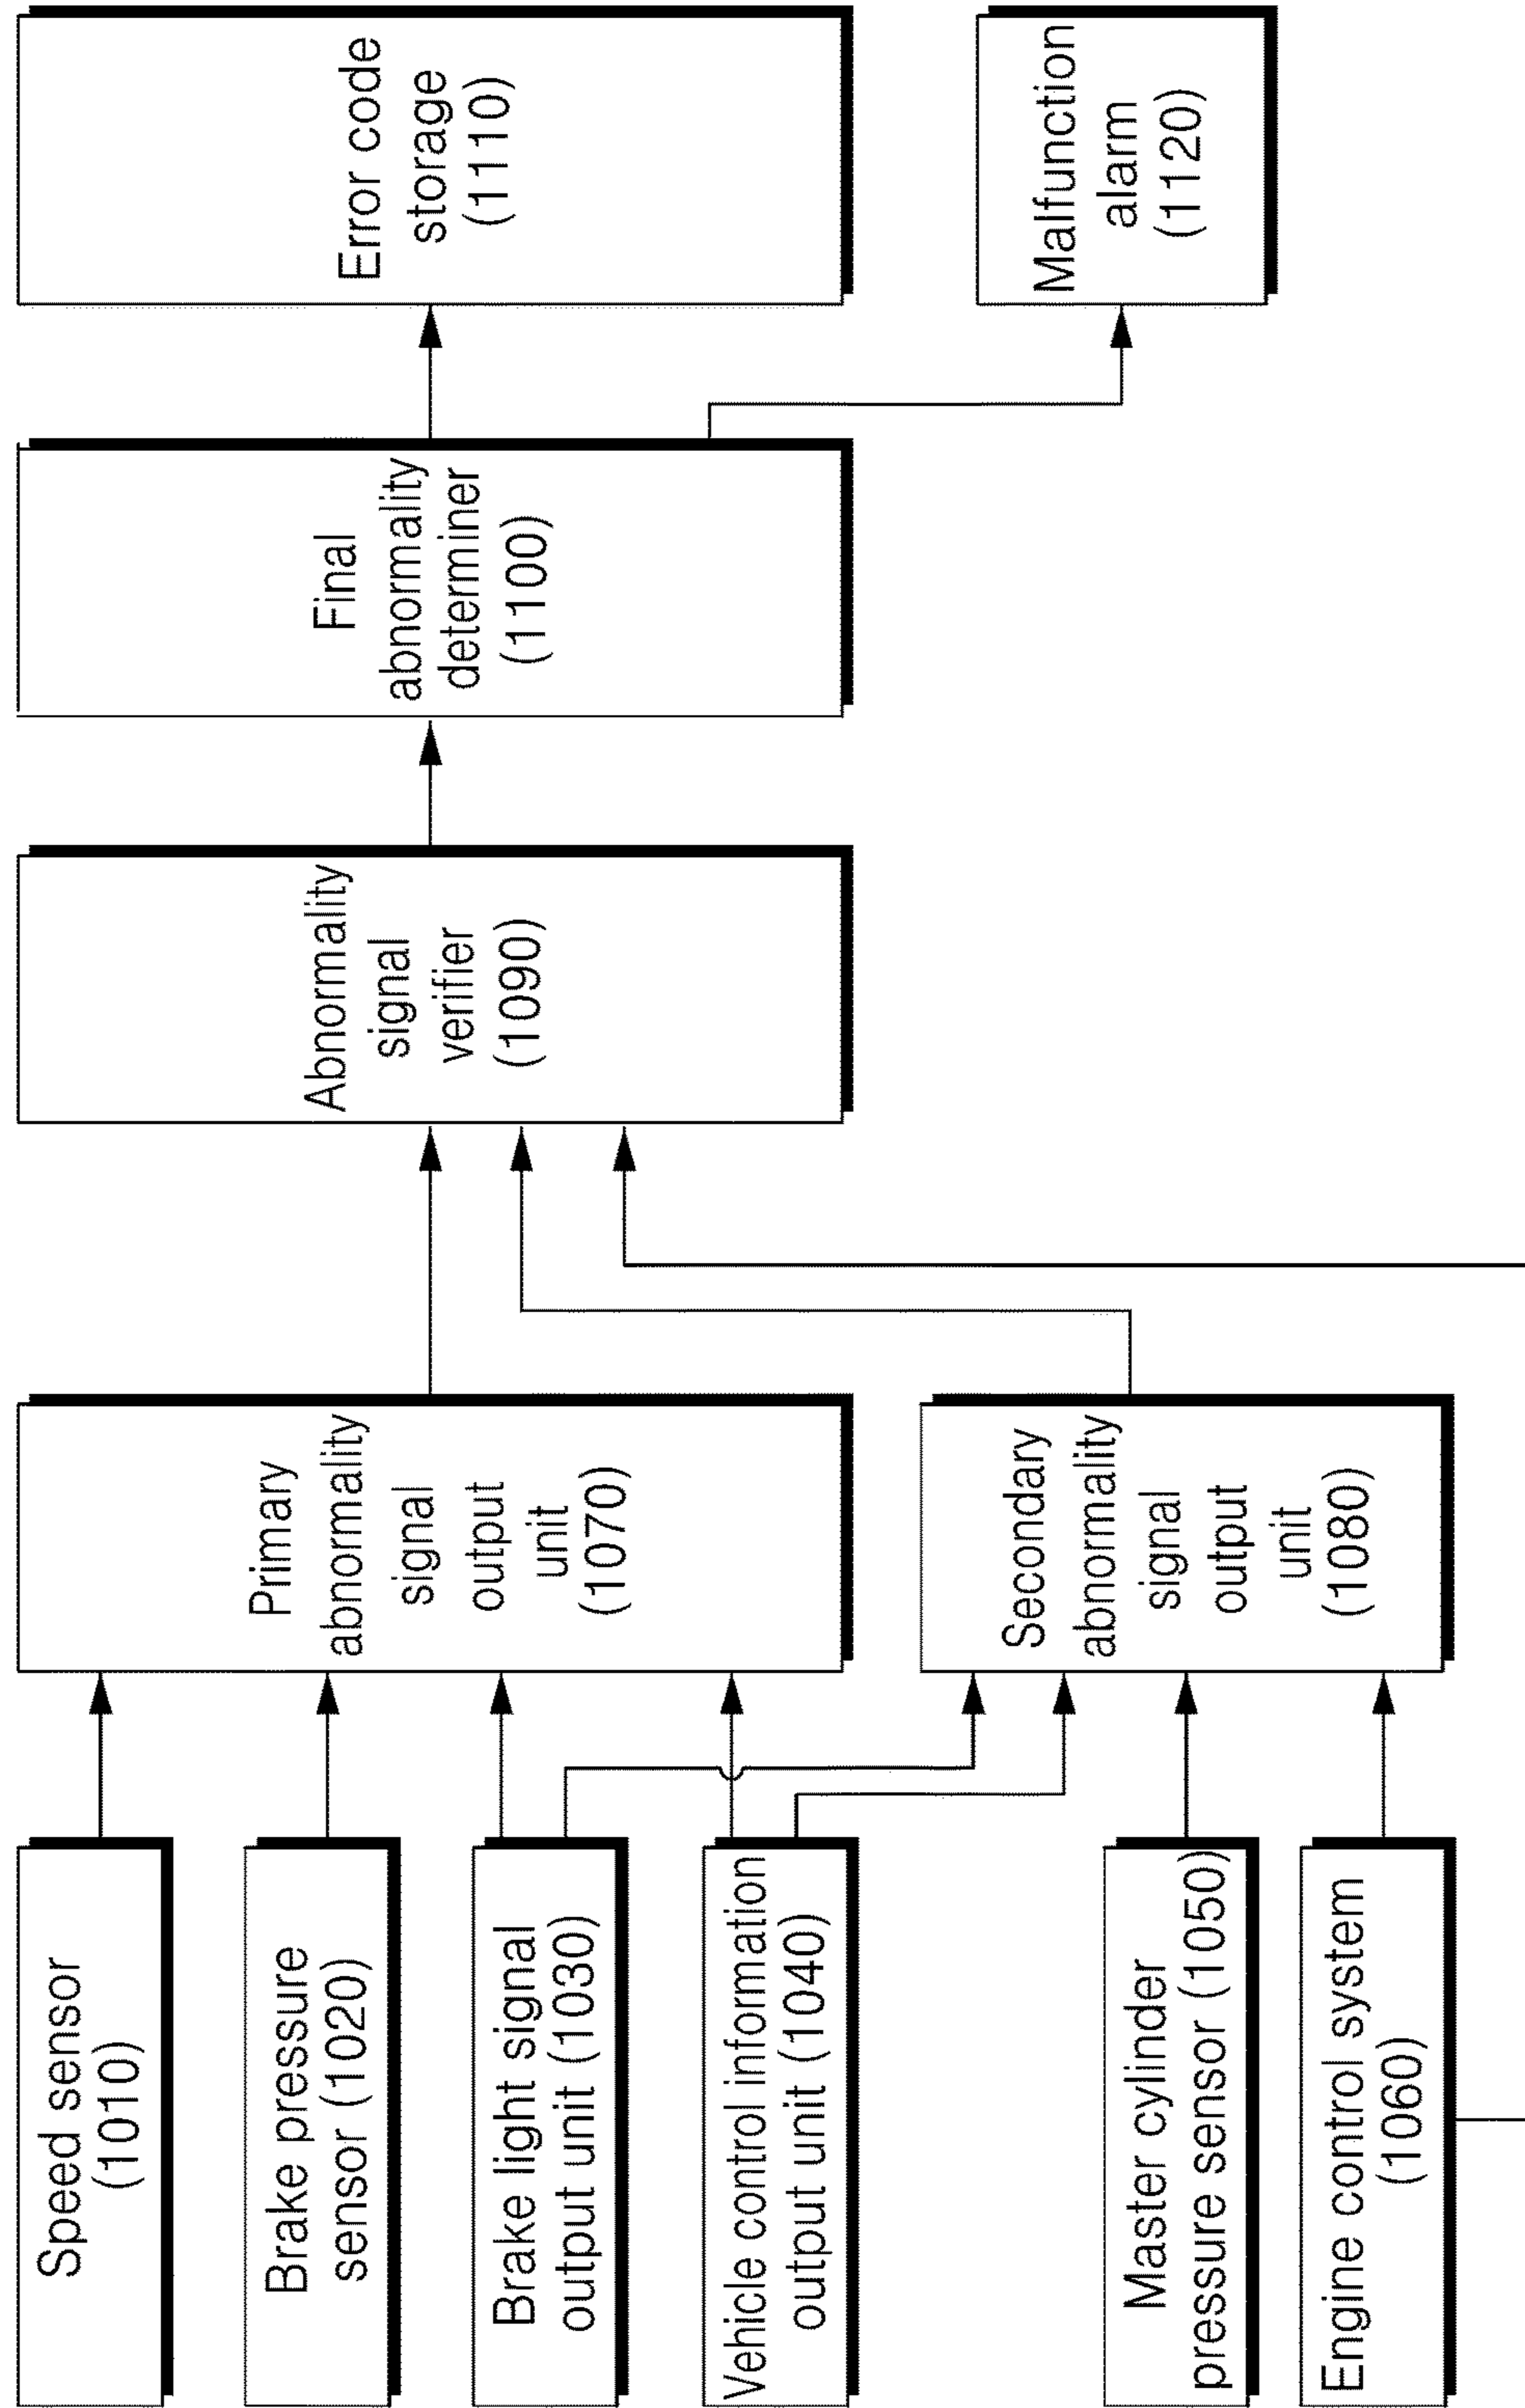 Speed sensor
(1010)
Brake pressure
sensor (1020)
Brake light signal
output unit (1030)
Vehicle control information
output unit (1040)
Master cylinder
pressure sensor (1050)
Engine control system
(1060)
Primary
abnormality
signal
output
unit
(1070)
Secondary
abnormality
signal
output
unit
(1080)
Abnormality
signal
verifier
(1090)
Final
abnormality
determiner
(1100)
Error code
storage
(1110)
Malfunction
alarm
(1120)